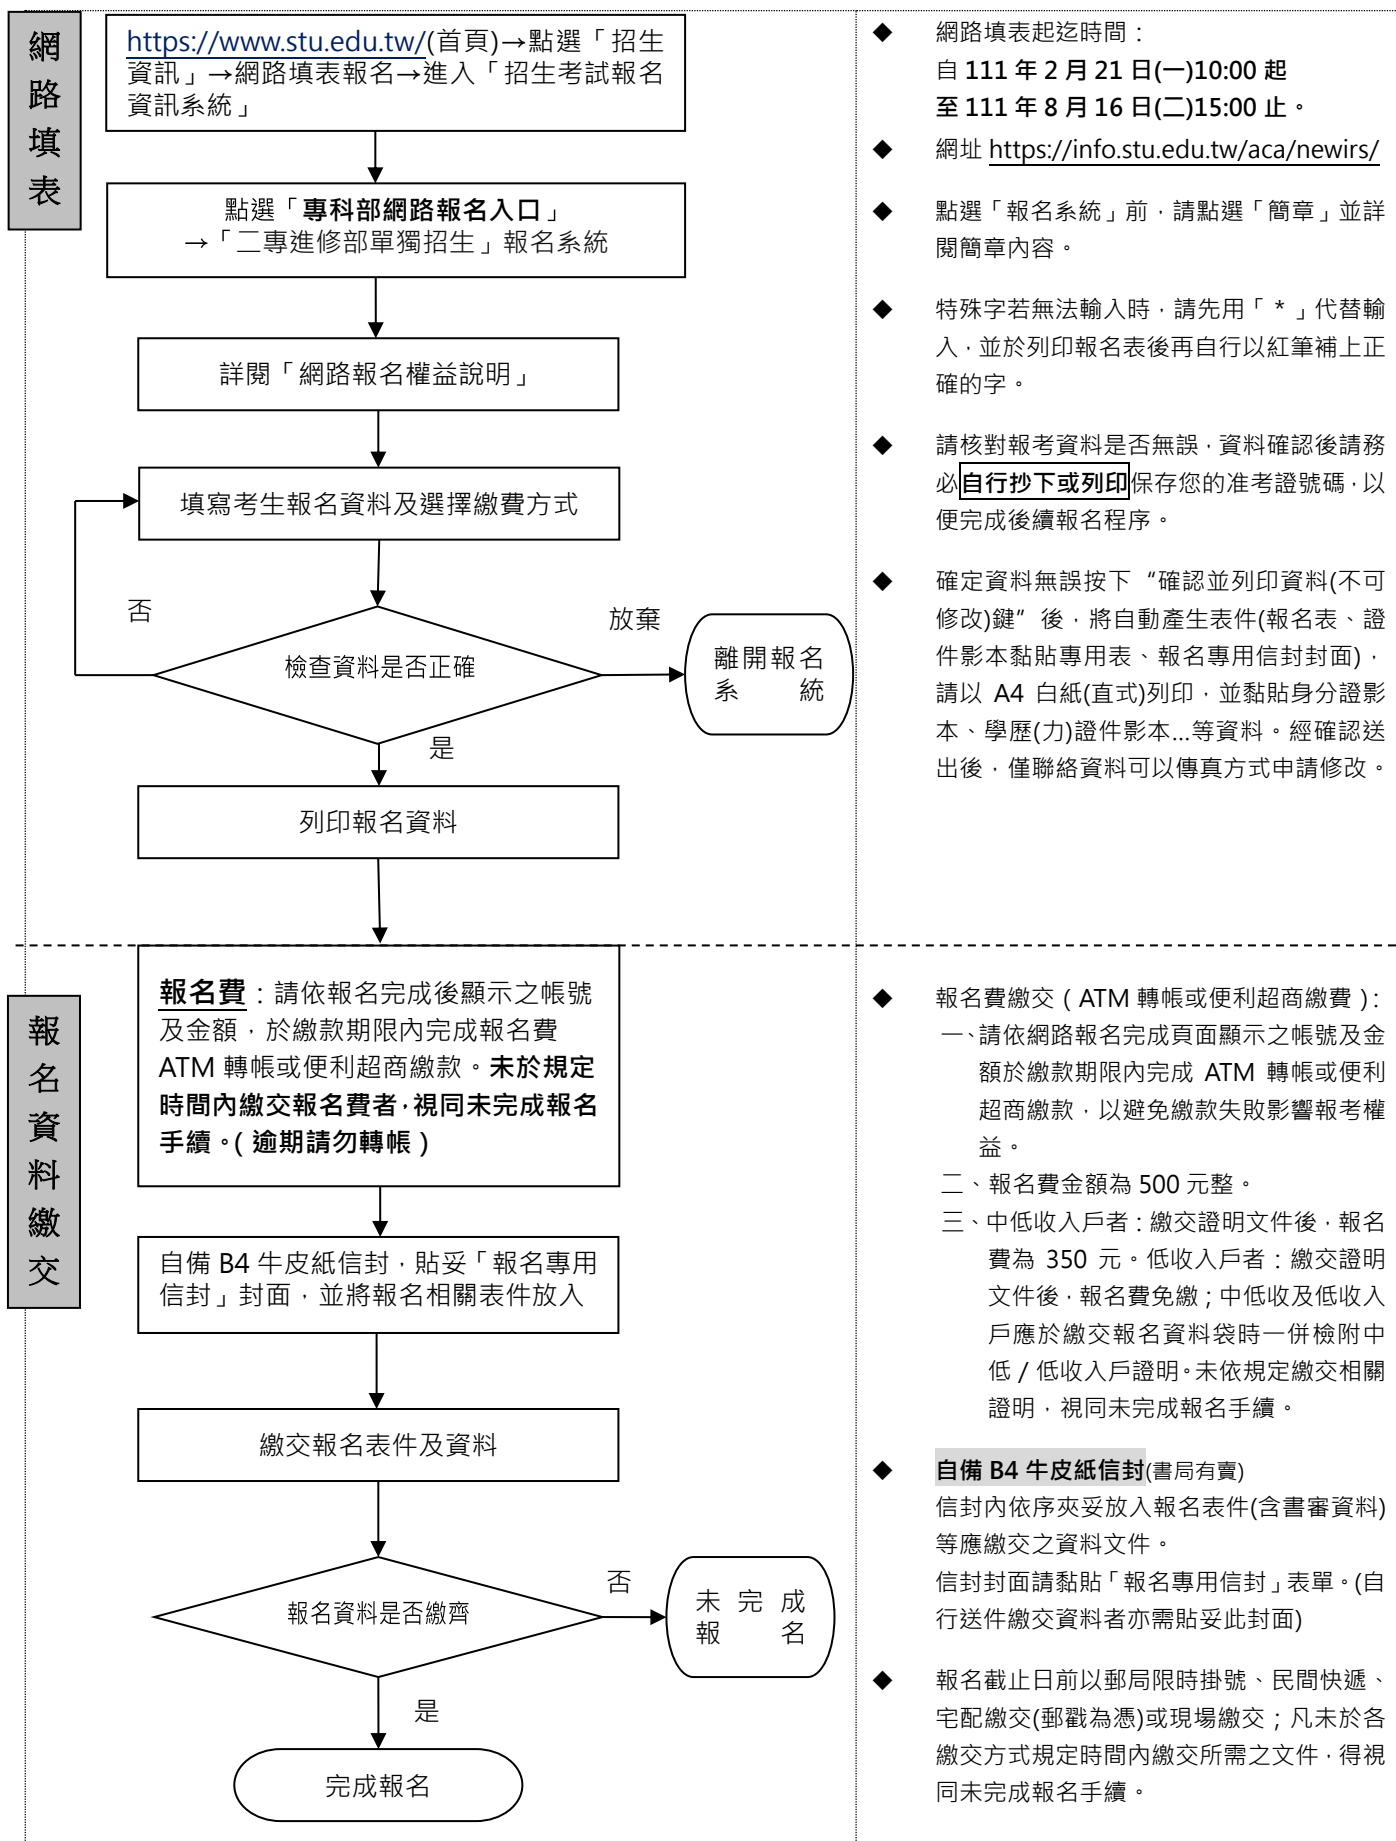 網
路
填
表
https://www.stu.edu.tw/(首頁)→點選「招生
資訊」→網路填表報名→進入「招生考試報名
資訊系統」
點選「專科部網路報名入口」
→「二專進修部單獨招生」報名系統
詳閱「網路報名權益說明」
填寫考生報名資料及選擇繳費方式
否
檢查資料是否正確
放棄
離開報名
系統
是
列印報名資料
◆ 網路填表起迄時間：
自 111 年 2 月 21 日(一)10:00 起
至 111 年 8 月 16 日(二)15:00 止。
◆ 網址 https://info.stu.edu.tw/aca/newirs/
◆ 點選「報名系統」前，請點選「簡章」並詳
閱簡章內容。
◆ 特殊字若無法輸入時，請先用「 * 」代替輸
入，並於列印報名表後再自行以紅筆補上正
確的字。
◆ 請核對報考資料是否無誤，資料確認後請務
必自行抄下或列印保存您的准考證號碼，以
便完成後續報名程序。
◆ 確定資料無誤按下“確認並列印資料(不可
修改)鍵”後，將自動產生表件(報名表、證
件影本黏貼專用表、報名專用信封封面)，
請以 A4 白紙(直式)列印，並黏貼身分證影
本、學歷(力)證件影本...等資料。經確認送
出後，僅聯絡資料可以傳真方式申請修改。
報
名
資
料
繳
交
報名費：請依報名完成後顯示之帳號
及金額，於繳款期限內完成報名費
ATM 轉帳或便利超商繳款。未於規定
時間內繳交報名費者，視同未完成報名
手續。( 逾期請勿轉帳 )
自備 B4 牛皮紙信封，貼妥「報名專用
信封」封面，並將報名相關表件放入
繳交報名表件及資料
報名資料是否繳齊
否
未完成
報名
是
完成報名
◆ 報名費繳交（ATM 轉帳或便利超商繳費）：
一、請依網路報名完成頁面顯示之帳號及金
額於繳款期限內完成 ATM 轉帳或便利
超商繳款，以避免繳款失敗影響報考權
益。
二、報名費金額為 500 元整。
三、中低收入戶者：繳交證明文件後，報名
費為 350 元。低收入戶者：繳交證明
文件後，報名費免繳；中低收及低收入
戶應於繳交報名資料袋時一併檢附中
低 / 低收入戶證明。未依規定繳交相關
證明，視同未完成報名手續。
◆ 自備 B4 牛皮紙信封(書局有賣)
信封內依序夾妥放入報名表件(含書審資料)
等應繳交之資料文件。
信封封面請黏貼「報名專用信封」表單。(自
行送件繳交資料者亦需貼妥此封面)
◆ 報名截止日前以郵局限時掛號、民間快遞、
宅配繳交(郵戳為憑)或現場繳交；凡未於各
繳交方式規定時間內繳交所需之文件，得視
同未完成報名手續。